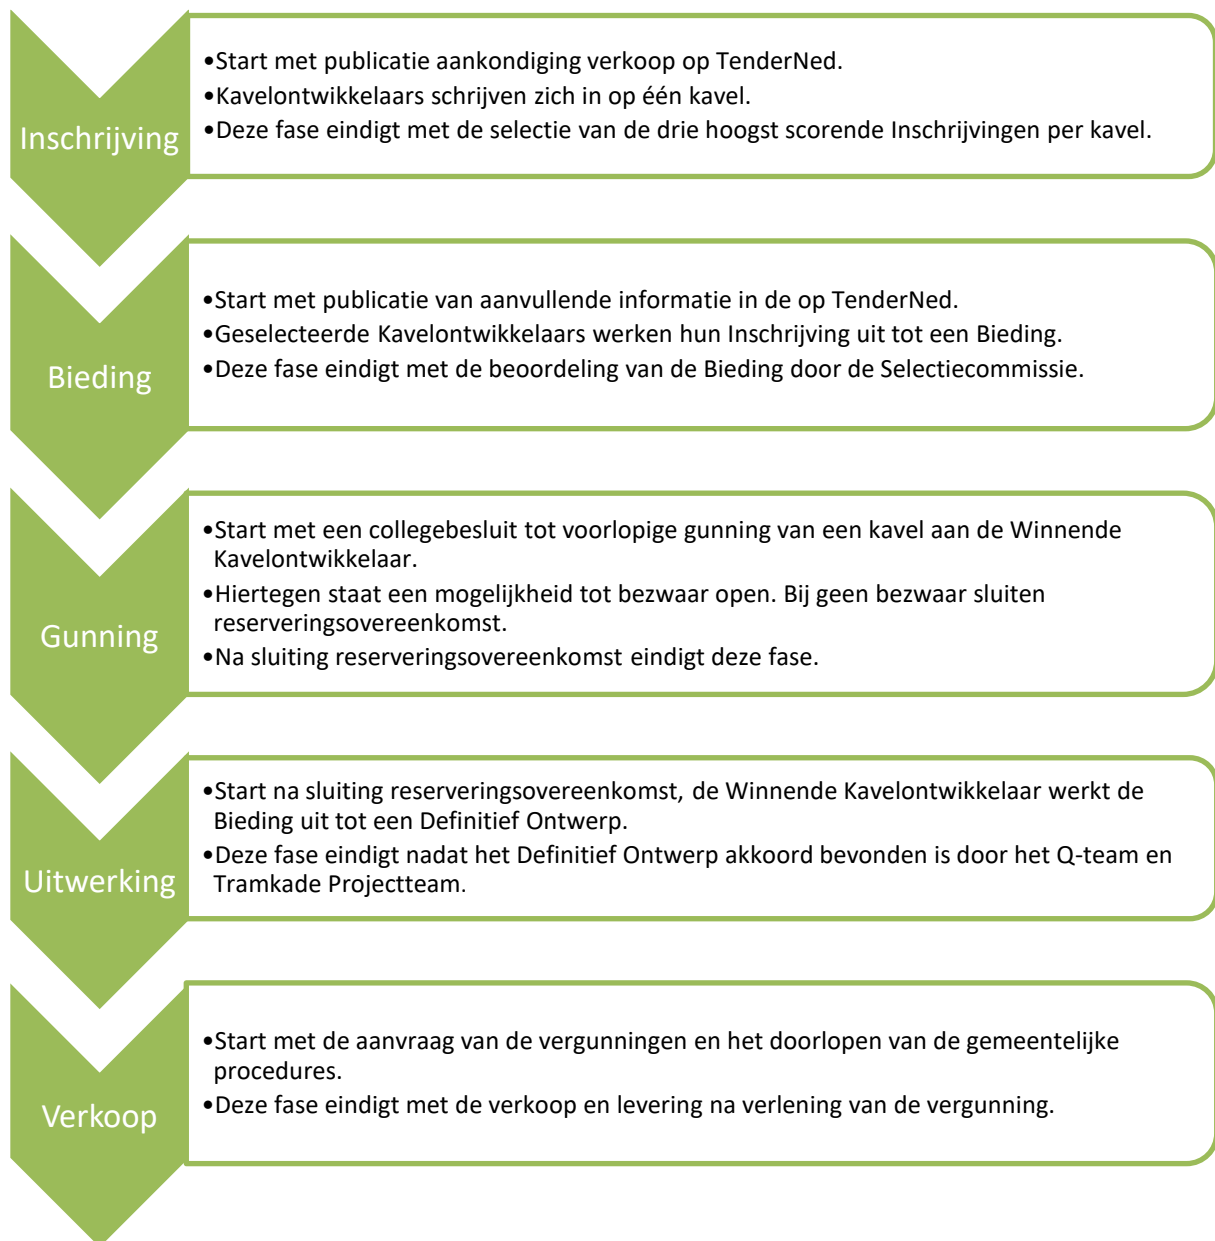 Inschrijving
•Start met publicatie aankondiging verkoop op TenderNed.
•Kavelontwikkelaars schrijven zich in op één kavel.
•Deze fase eindigt met de selectie van de drie hoogst scorende Inschrijvingen per kavel.
Bieding
•Start met publicatie van aanvullende informatie in de op TenderNed.
•Geselecteerde Kavelontwikkelaars werken hun Inschrijving uit tot een Bieding.
•Deze fase eindigt met de beoordeling van de Bieding door de Selectiecommissie.
Gunning
•Start met een collegebesluit tot voorlopige gunning van een kavel aan de Winnende
Kavelontwikkelaar.
•Hiertegen staat een mogelijkheid tot bezwaar open. Bij geen bezwaar sluiten
reserveringsovereenkomst.
•Na sluiting reserveringsovereenkomst eindigt deze fase.
Uitwerking
•Start na sluiting reserveringsovereenkomst, de Winnende Kavelontwikkelaar werkt de
Bieding uit tot een Definitief Ontwerp.
•Deze fase eindigt nadat het Definitief Ontwerp akkoord bevonden is door het Q-team en
Tramkade Projectteam.
Verkoop
•Start met de aanvraag van de vergunningen en het doorlopen van de gemeentelijke
procedures.
•Deze fase eindigt met de verkoop en levering na verlening van de vergunning.